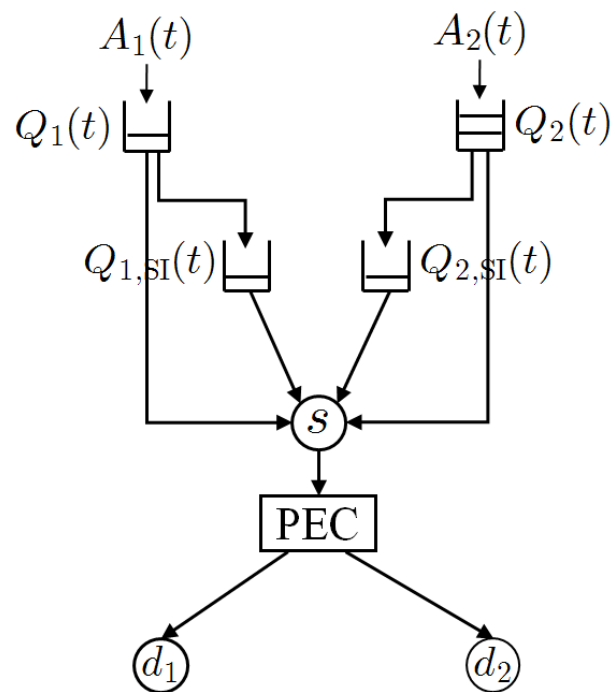 A₁(t) A₂(t)
Q₁(t) Q₂(t)
Q₁,SI(t) Q₂,SI(t)
s
PEC
d₁ d₂